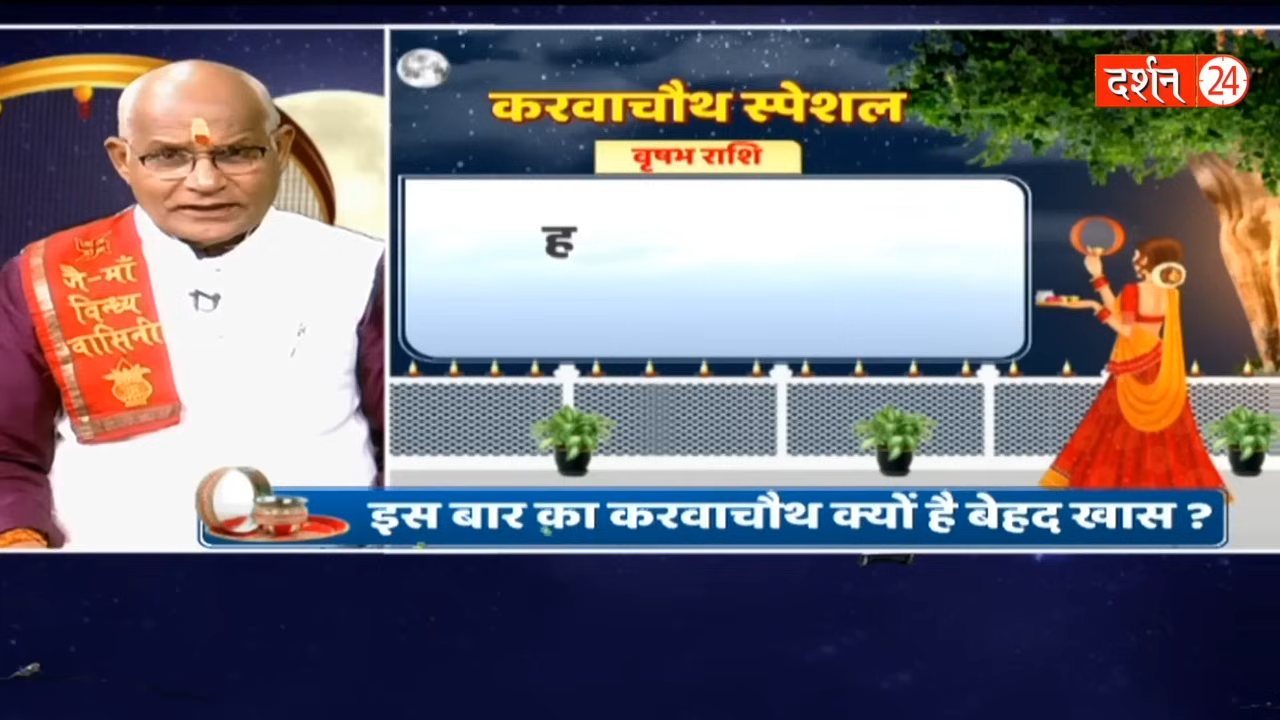 करवाचौथ स्पेशल
दर्शन 24
वृषभ राशि
ह
जै-माँ
विन्ध्य
वासिनी
इस बार का करवाचौथ क्यों है बेहद खास ?